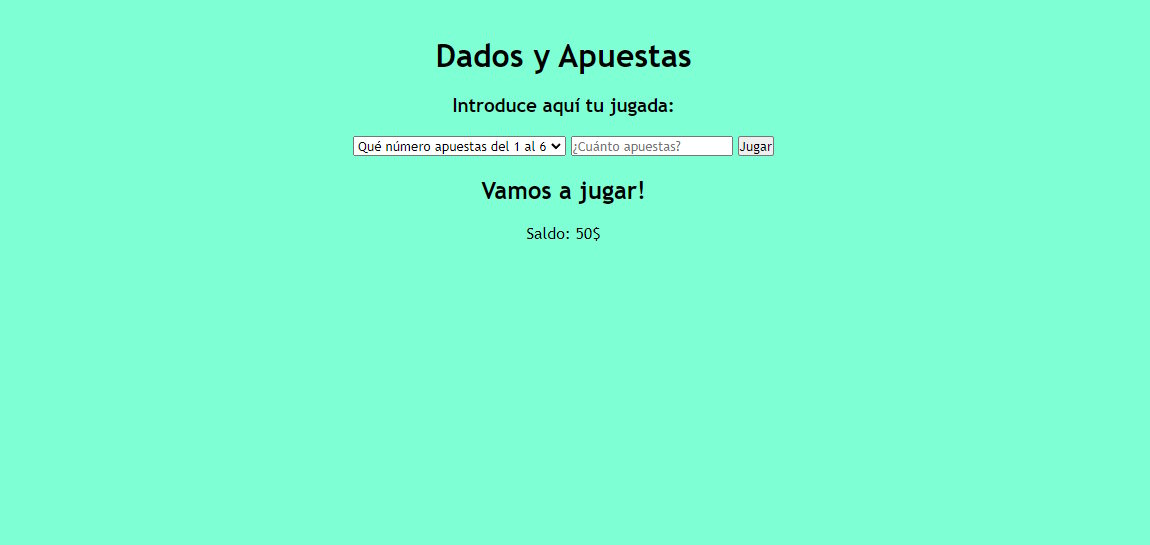 Dados y Apuestas
Introduce aquí tu jugada:
Qué número apuestas del 1 al 6 ¿Cuánto apuestas? Jugar
Vamos a jugar!
Saldo: 50$